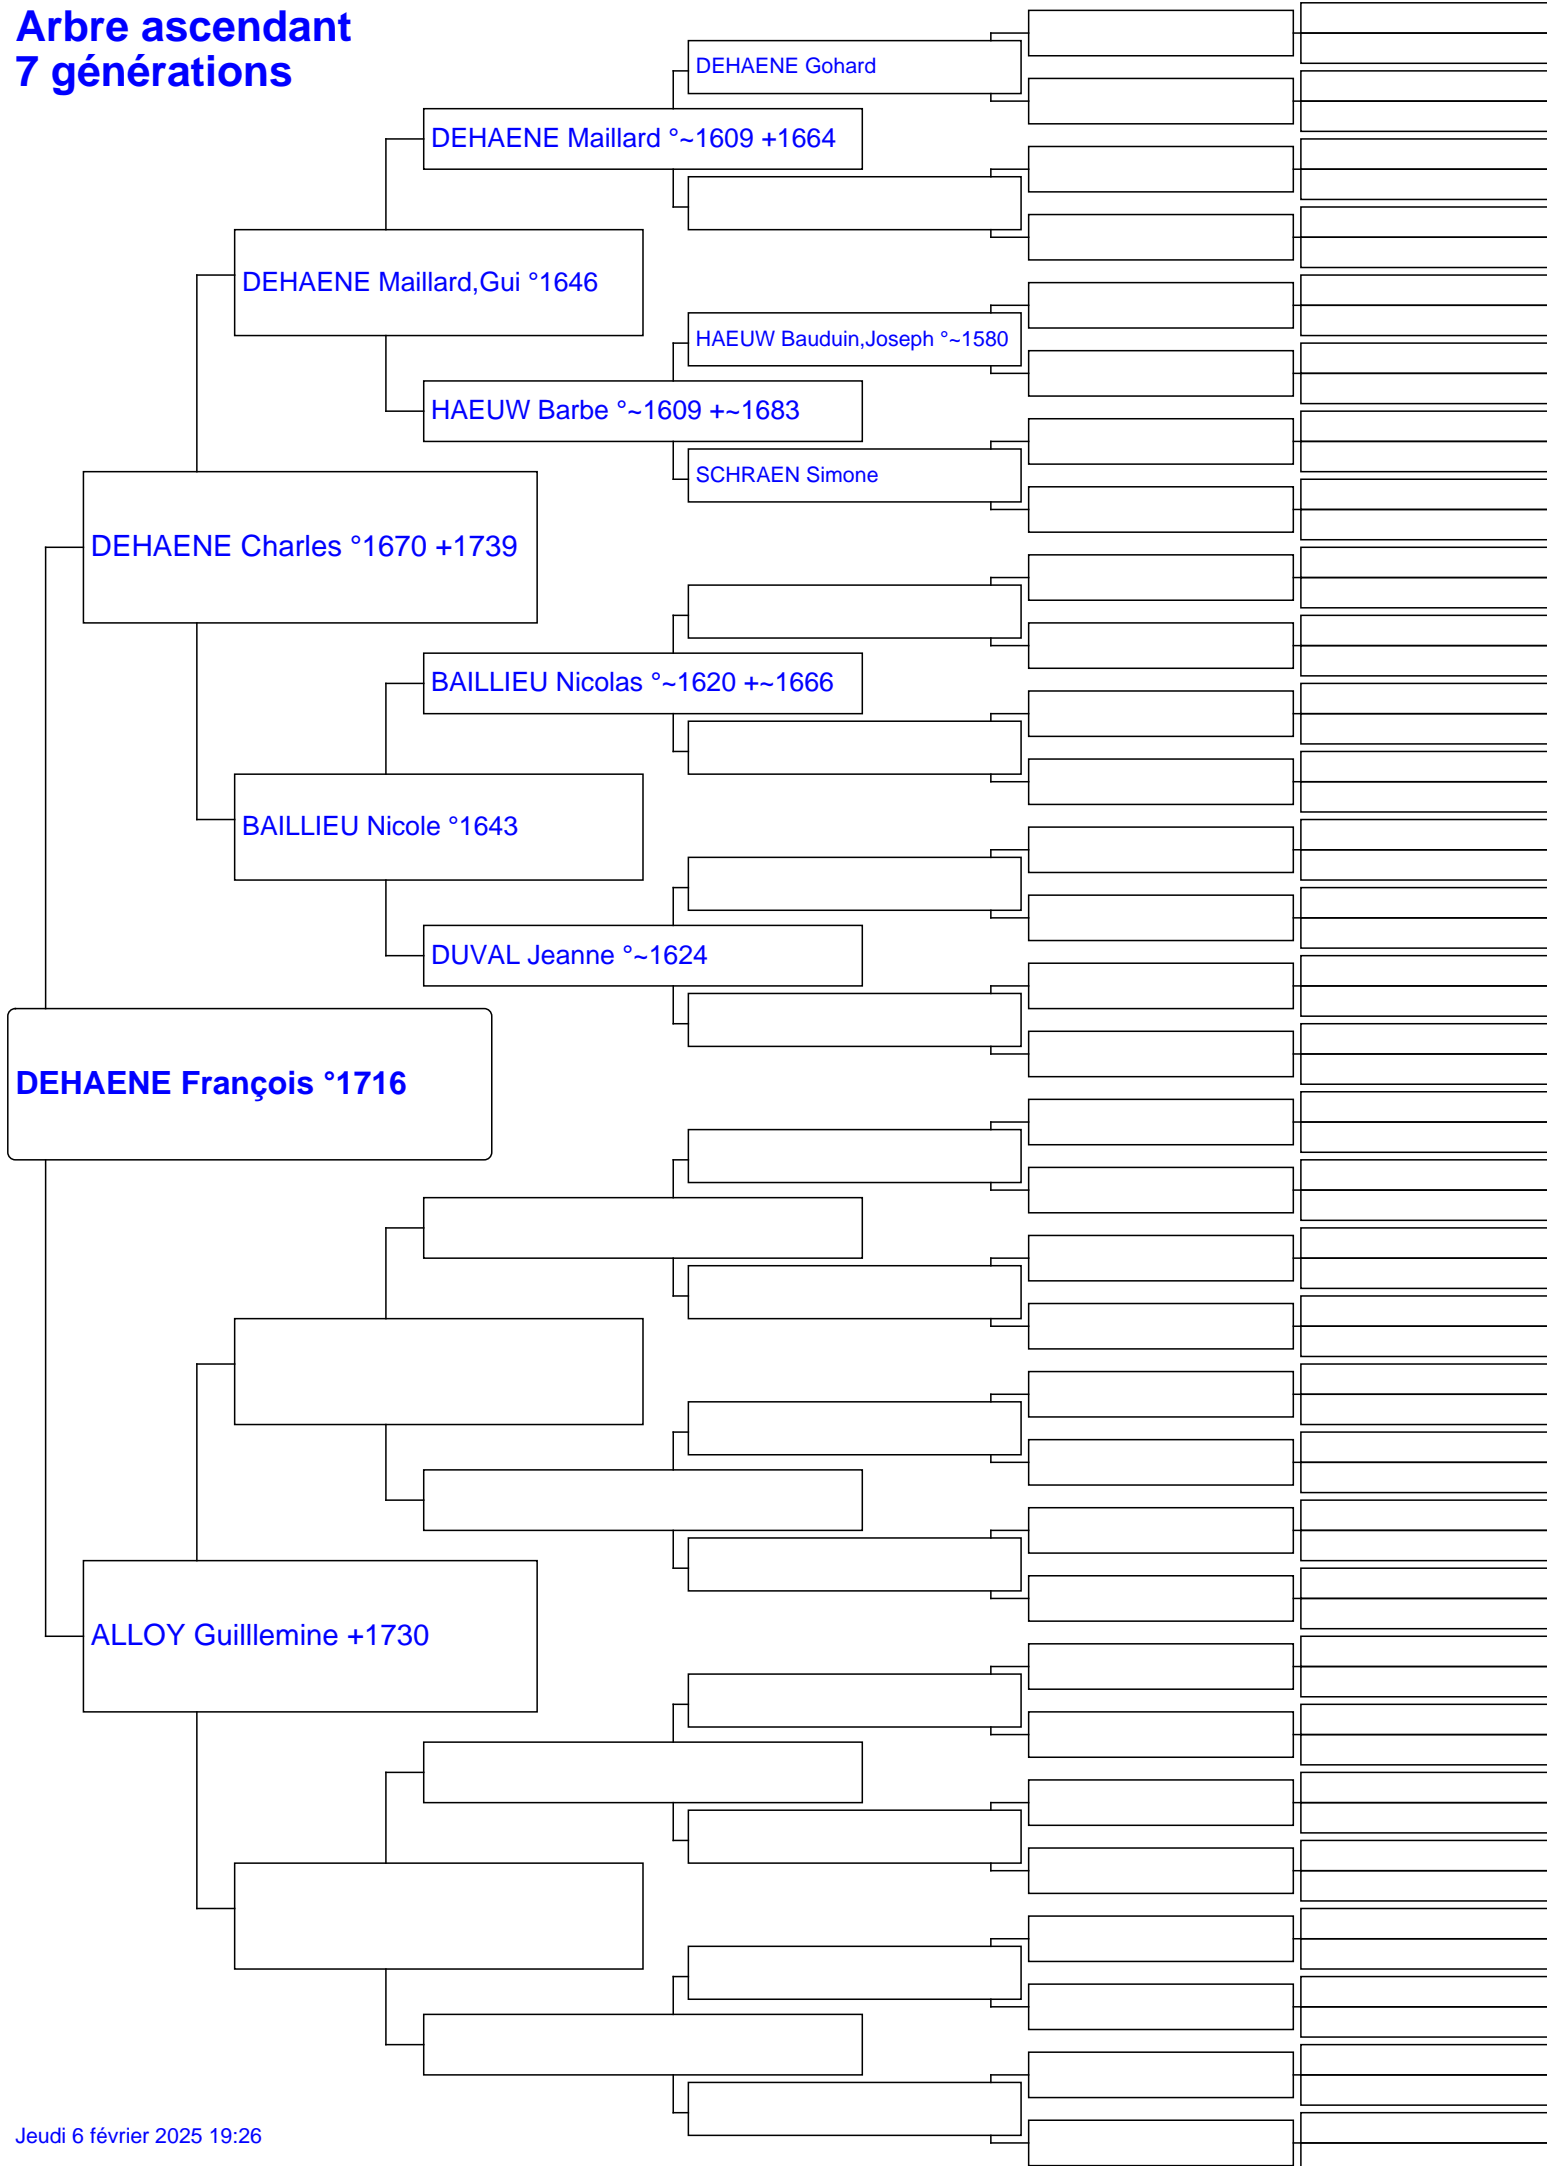 Arbre ascendant
7 générations
DEHAENE Gohard
DEHAENE Maillard °~1609 +1664
DEHAENE Maillard,Gui °1646
HAEUW Bauduin,Joseph °~1580
HAEUW Barbe °~1609 +~1683
SCHRAEN Simone
DEHAENE Charles °1670 +1739
BAILLIEU Nicolas °~1620 +~1666
BAILLIEU Nicole °1643
DUVAL Jeanne °~1624
DEHAENE François °1716
ALLOY Guilllemine +1730
Jeudi 6 février 2025 19:26